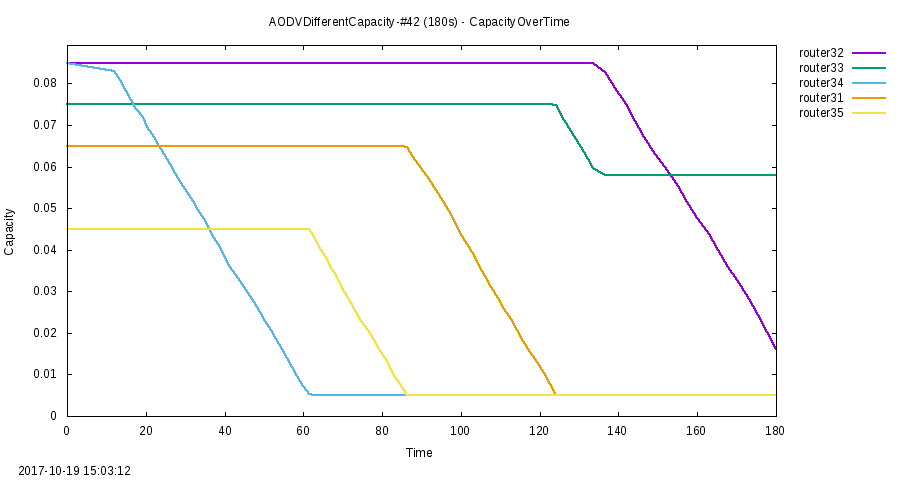 AODVDifferentCapacity-#42 (180s) - CapacityOverTime
router32
router33
router34
router31
router35
0.08
0.07
0.06
0.05
0.04
0.03
0.02
0.01
0
Capacity
0 20 40 60 80 100 120 140 160 180
Time
2017-10-19 15:03:12